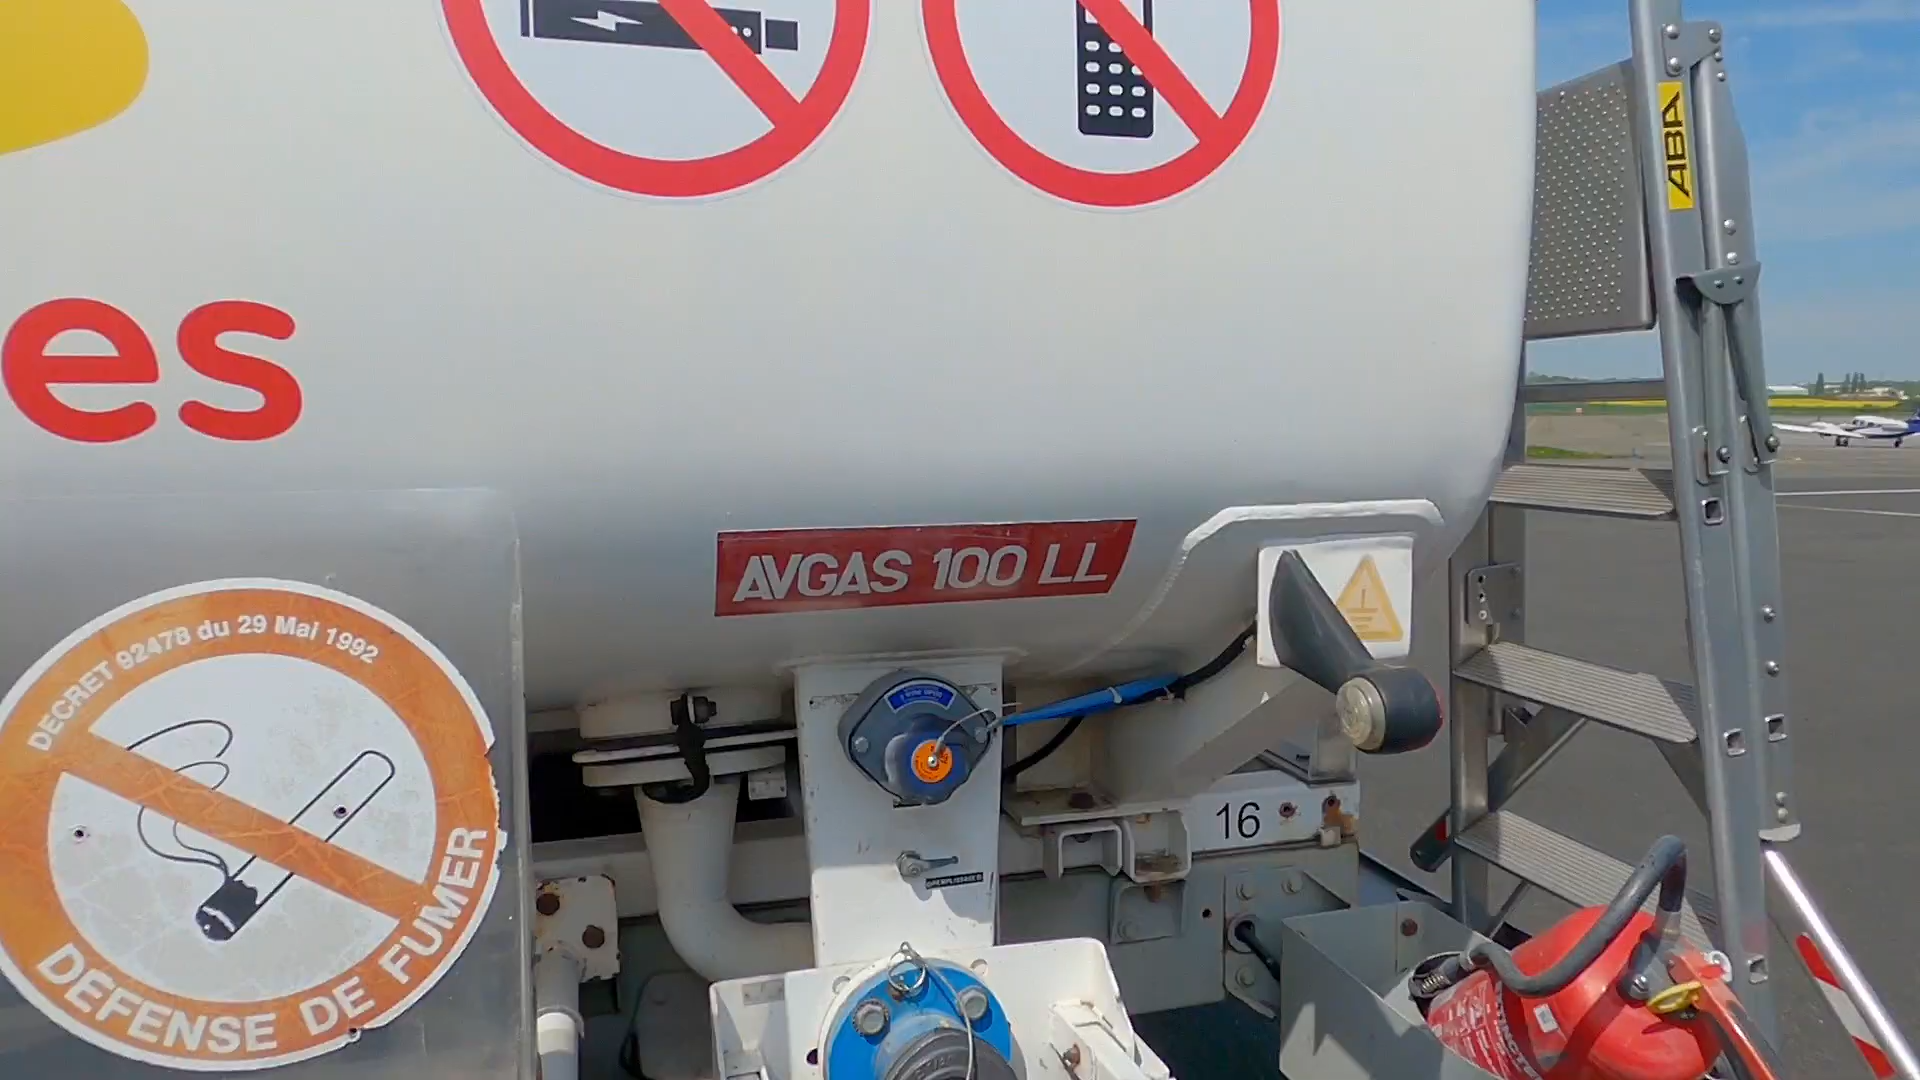 ABA
es
AVGAS 100 LL
DECRET 92478 du 29 Mai 1992
DEFENSE DE FUMER
16